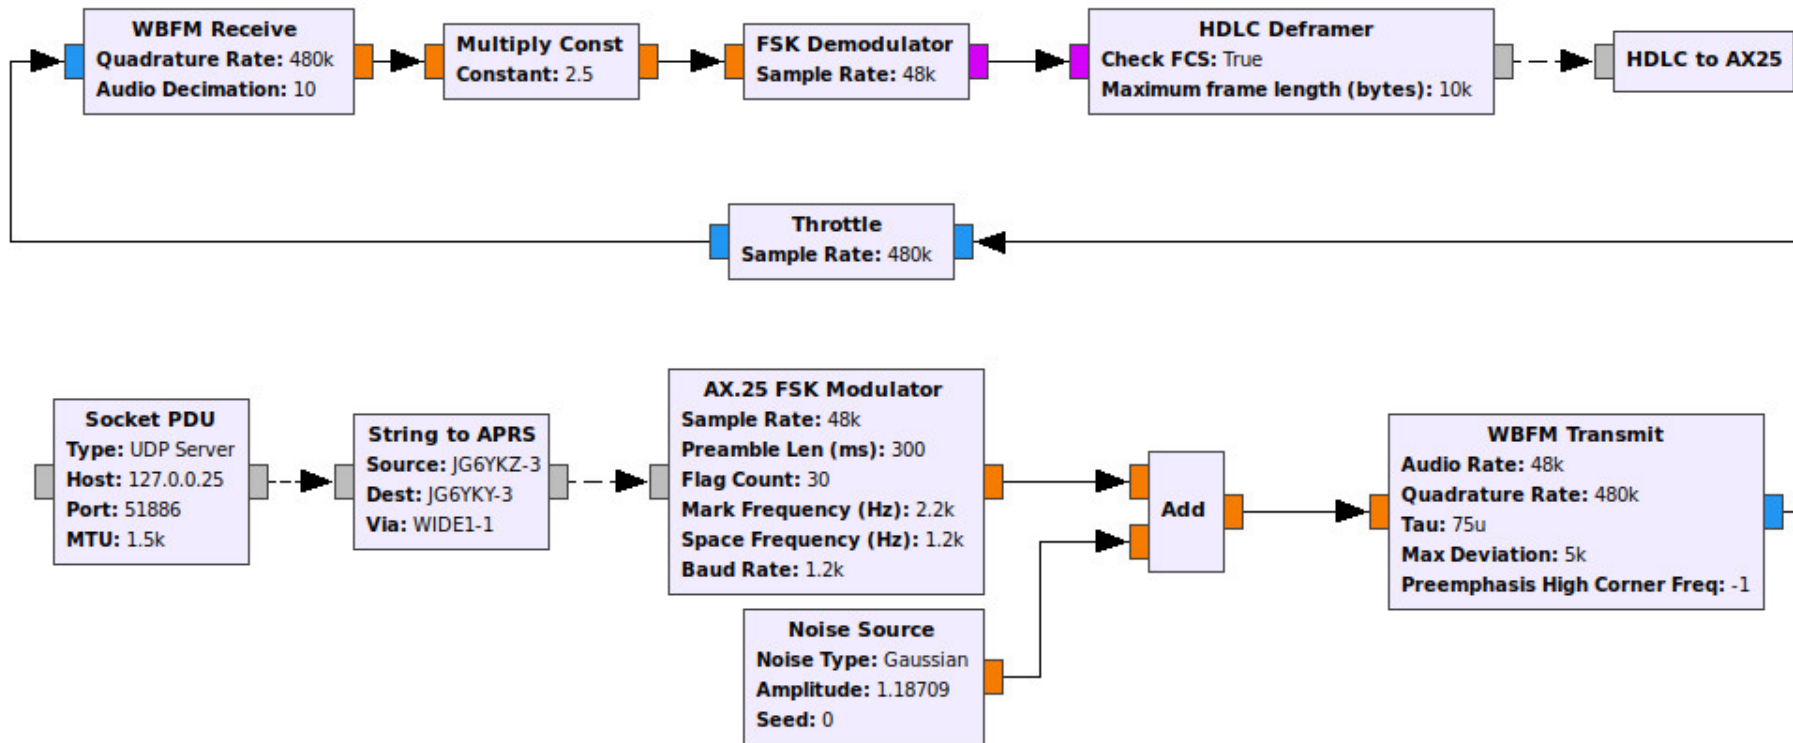 WBFM Receive
Quadrature Rate: 480k
Audio Decimation: 10
Multiply Const
Constant: 2.5
FSK Demodulator
Sample Rate: 48k
HDLC Deframer
Check FCS: True
Maximum frame length (bytes): 10k
HDLC to AX25
Throttle
Sample Rate: 480k
Socket PDU
Type: UDP Server
Host: 127.0.0.25
Port: 51886
MTU: 1.5k
String to APRS
Source: JG6YKZ-3
Dest: JG6YKY-3
Via: WIDE1-1
AX.25 FSK Modulator
Sample Rate: 48k
Preamble Len (ms): 300
Flag Count: 30
Mark Frequency (Hz): 2.2k
Space Frequency (Hz): 1.2k
Baud Rate: 1.2k
Noise Source
Noise Type: Gaussian
Amplitude: 1.18709
Seed: 0
Add
WBFM Transmit
Audio Rate: 48k
Quadrature Rate: 480k
Tau: 75u
Max Deviation: 5k
Preemphasis High Corner Freq: -1